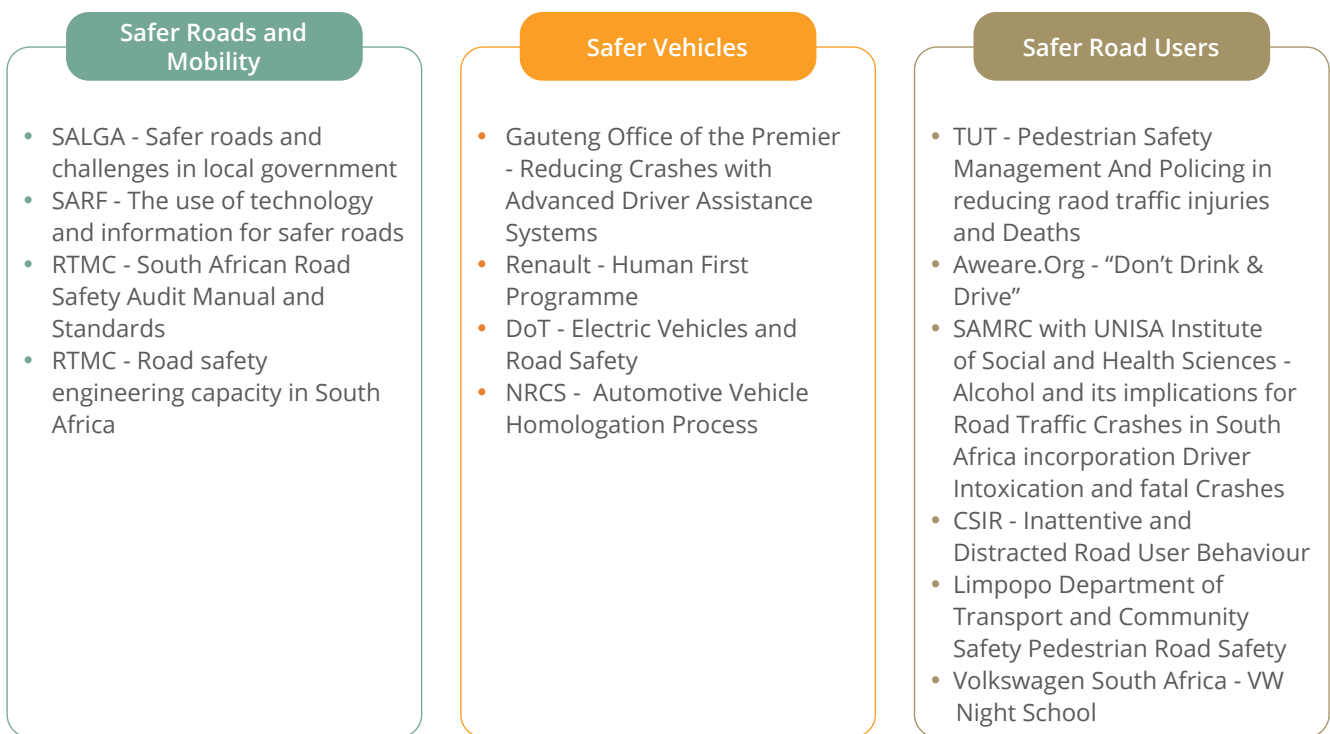 Safer Roads and
Mobility
• SALGA - Safer roads and
challenges in local government
• SARF - The use of technology
and information for safer roads
• RTMC - South African Road
Safety Audit Manual and
Standards
• RTMC - Road safety
engineering capacity in South
Africa
Safer Vehicles
• Gauteng Office of the Premier
- Reducing Crashes with
Advanced Driver Assistance
Systems
• Renault - Human First
Programme
• DoT - Electric Vehicles and
Road Safety
• NRCS -  Automotive Vehicle
Homologation Process
Safer Road Users
• TUT - Pedestrian Safety
Management And Policing in
reducing raod traffic injuries
and Deaths
• Aweare.Org - “Don’t Drink &
Drive”
• SAMRC with UNISA Institute
of Social and Health Sciences -
Alcohol and its implications for
Road Traffic Crashes in South
Africa incorporation Driver
Intoxication and fatal Crashes
• CSIR - Inattentive and
Distracted Road User Behaviour
• Limpopo Department of
Transport and Community
Safety Pedestrian Road Safety
• Volkswagen South Africa - VW
Night School